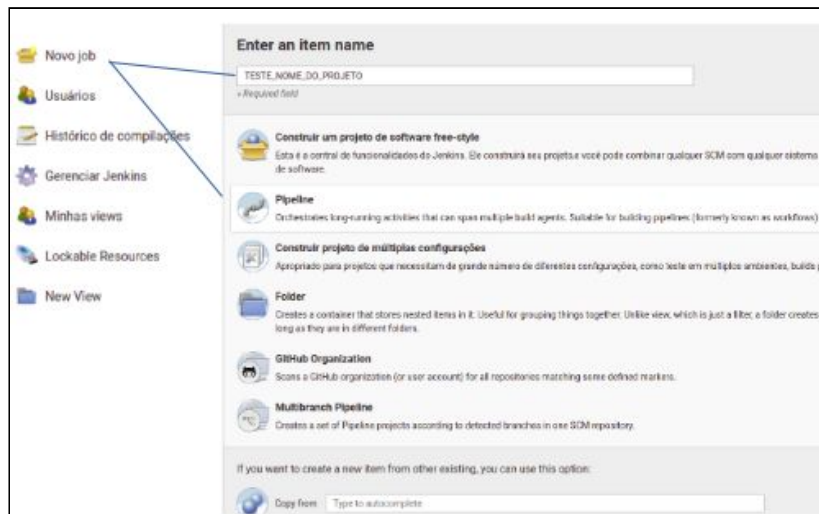 Novo job
Usuários
Histórico de compilações
Gerenciar Jenkins
Minhas views
Lockable Resources
New View
Enter an item name
TESTE_NOME_DO_PROJETO
» Required field
Construir um projeto de software free-style
Esta é a central de funcionalidades do Jenkins. Ele construirá seu projeto e você pode combinar qualquer SCM com qualquer sistema
de software.
Pipeline
Orchestrates long-running activities that can span multiple build agents. Suitable for building pipelines (formerly known as workflows)
Construir projeto de múltiplas configurações
Apropriado para projetos que necessitam de grande número de diferentes configurações, como teste em múltiplos ambientes, builds
Folder
Creates a container that stores nested items in it. Useful for grouping things together. Unlike view, which is just a filter, a folder creates
long as they are in different folders.
GitHub Organization
Scans a GitHub organization (or user account) for all repositories matching some defined markers.
Multibranch Pipeline
Creates a set of Pipeline projects according to detected branches in one SCM repository.
If you want to create a new item from other existing, you can use this option:
Copy from
Type to autocomplete